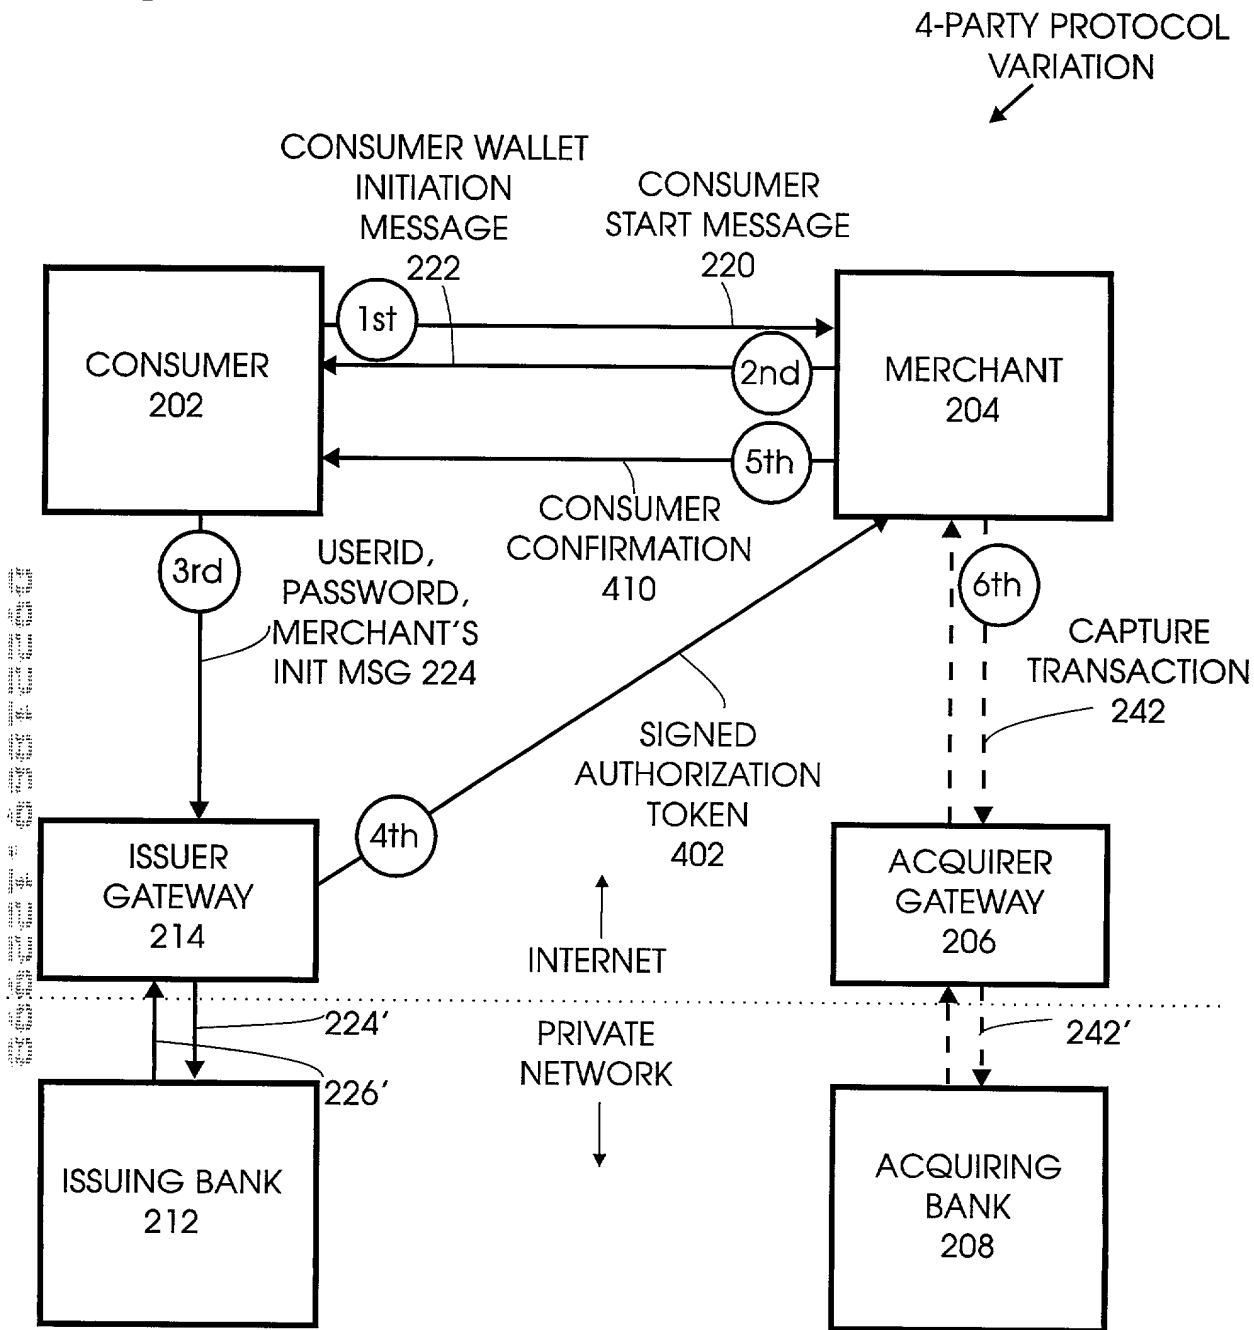 4-PARTY PROTOCOL
VARIATION
CONSUMER WALLET
INITIATION
MESSAGE
222
CONSUMER
START MESSAGE
220
1st
CONSUMER
202
2nd
MERCHANT
204
5th
CONSUMER
CONFIRMATION
410
3rd
USERID,
PASSWORD,
MERCHANT'S
INIT MSG 224
6th
CAPTURE
TRANSACTION
242
SIGNED
AUTHORIZATION
TOKEN
402
4th
ISSUER
GATEWAY
214
ACQUIRER
GATEWAY
206
INTERNET
PRIVATE
NETWORK
224'
226'
242'
ISSUING BANK
212
ACQUIRING
BANK
208